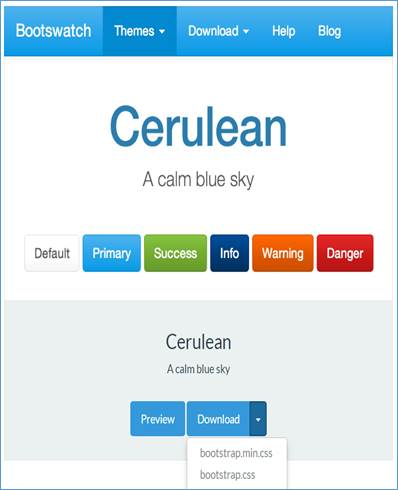 Bootswatch Themes Download Help Blog
Cerulean
A calm blue sky
Default Primary Success Info Warning Danger
Cerulean
A calm blue sky
Preview Download
bootstrap.min.css
bootstrap.css